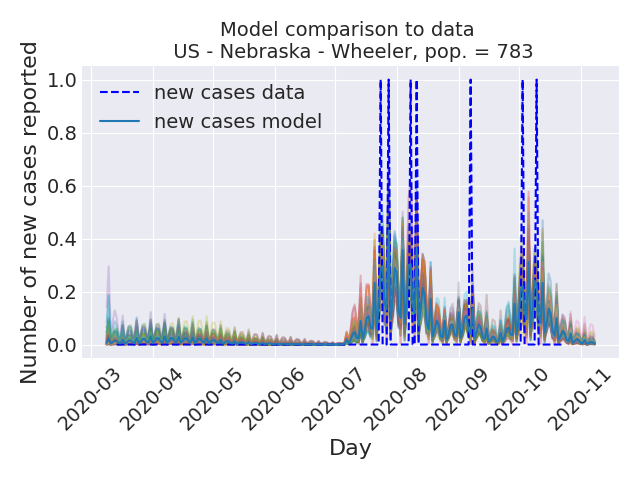 Model comparison to data
US - Nebraska - Wheeler, pop. = 783
Number of new cases reported
1.0
0.8
0.6
0.4
0.2
0.0
new cases data
new cases model
2020-03
2020-04
2020-05
2020-06
2020-07
2020-08
2020-09
2020-10
2020-11
Day